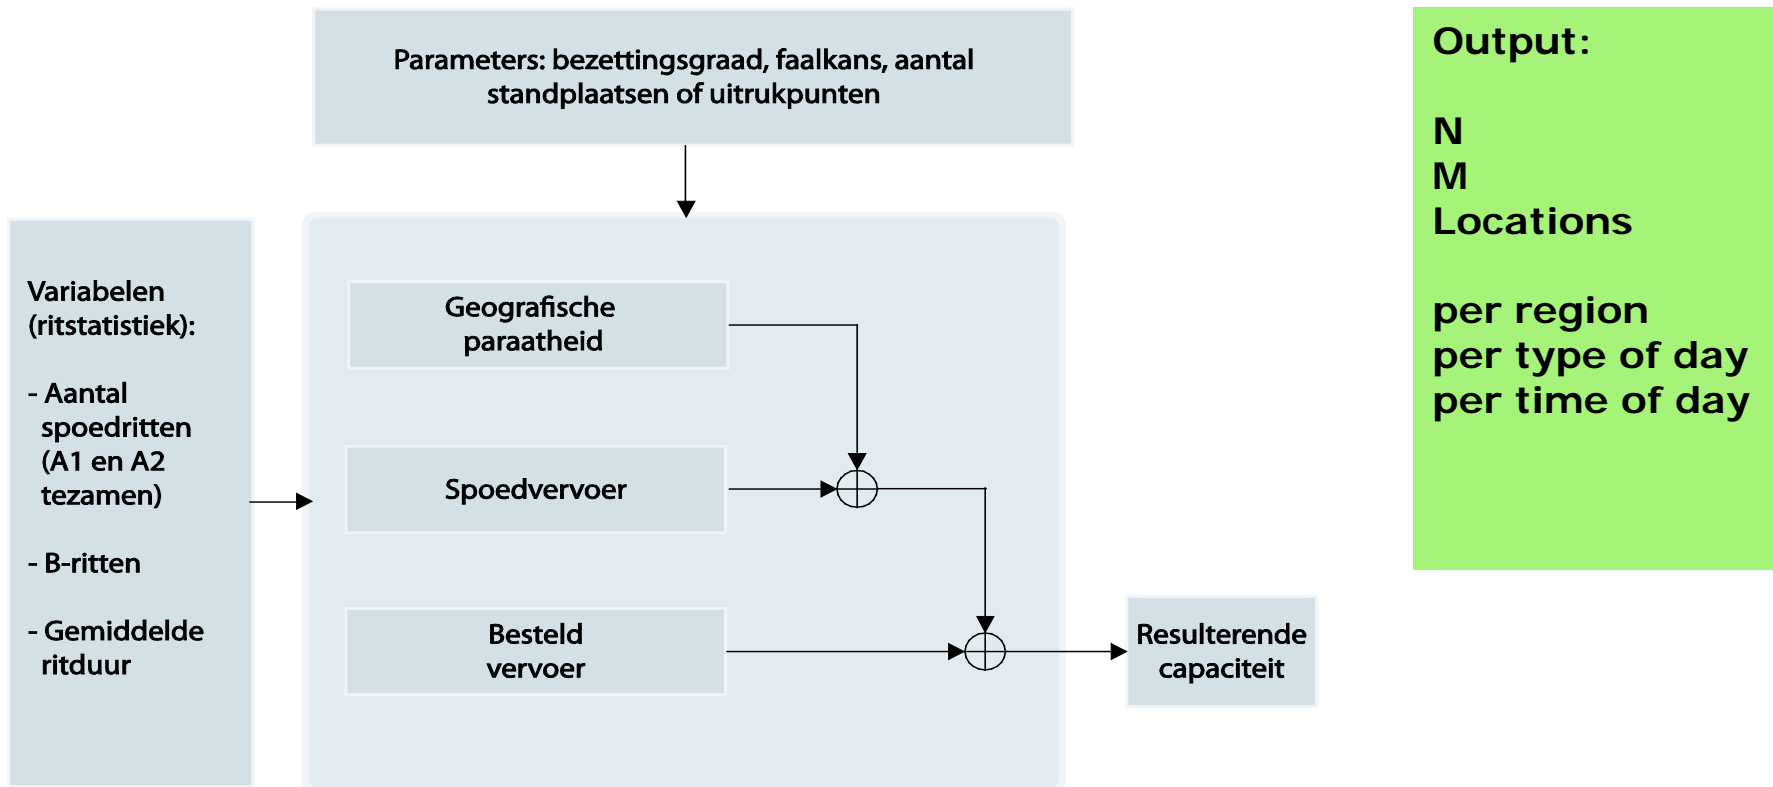 Parameters: bezettingsgraad, faalkans, aantal
standplaatsen of uitrukpunten
Variabelen
(ritstatistiek):
- Aantal
spoedritten
(A1 en A2
tezamen)
- B-ritten
- Gemiddelde
ritduur
Geografische
paraatheid
Spoedvervoer
Besteld
vervoer
Resulterende
capaciteit
Output:
N
M
Locations
per region
per type of day
per time of day